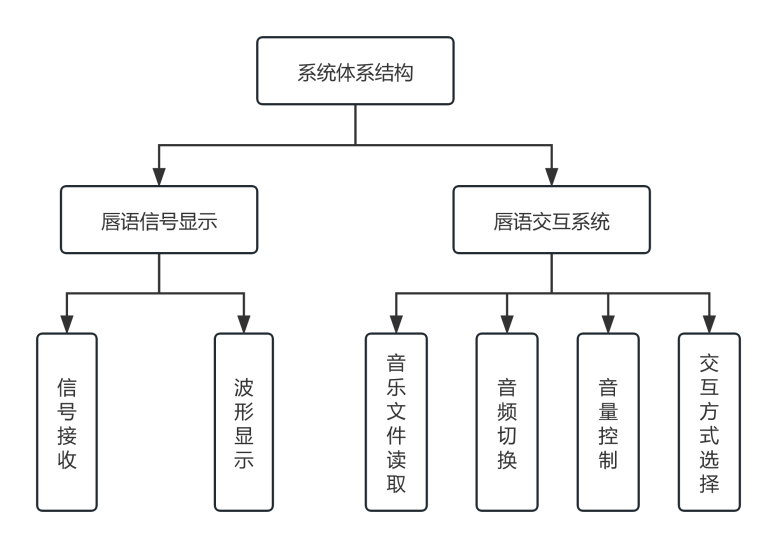 系统体系结构
唇语信号显示
唇语交互系统
信号接收
波形显示
音乐文件读取
音频切换
音量控制
交互方式选择